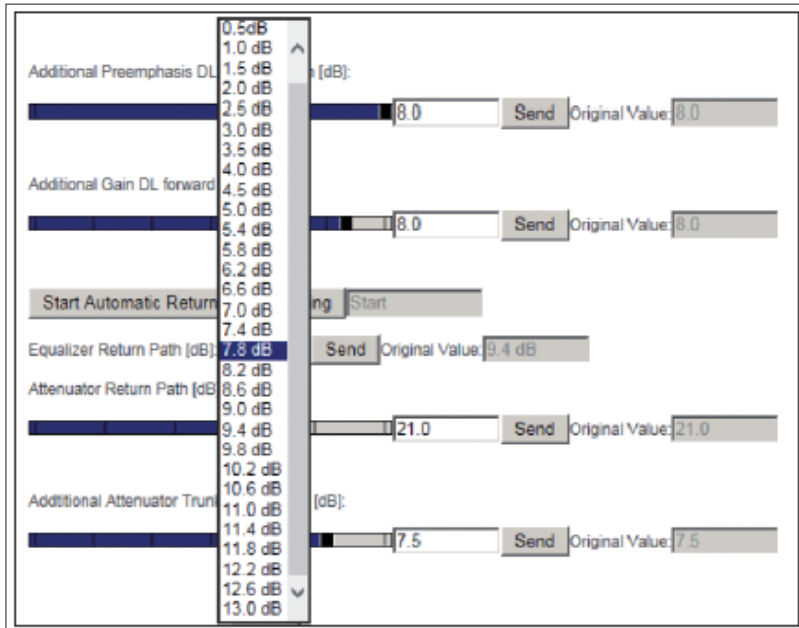 Additional Preemphasis DL
n [dB]:
8.0
Send
Original Value:
8.0
Additional Gain DL forward
8.0
Send
Original Value:
8.0
Start Automatic Return
ng
Start
Equalizer Return Path [dB]:
Send
Original Value:
9.4 dB
Attenuator Return Path [dB
21.0
Send
Original Value:
21.0
Addtitional Attenuator Trun
[dB]:
7.5
Send
Original Value:
7.5
0.5dB
1.0 dB
1.5 dB
2.0 dB
2.5 dB
3.0 dB
3.5 dB
4.0 dB
4.5 dB
5.0 dB
5.4 dB
5.8 dB
6.2 dB
6.6 dB
7.0 dB
7.4 dB
7.8 dB
8.2 dB
8.6 dB
9.0 dB
9.4 dB
9.8 dB
10.2 dB
10.6 dB
11.0 dB
11.4 dB
11.8 dB
12.2 dB
12.6 dB
13.0 dB